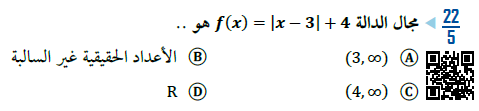 22/5 مجال الدالة f(x) = |x − 3| + 4 هو ..
A (3, ∞) B الأعداد الحقيقية غير السالبة
C (4, ∞) D R